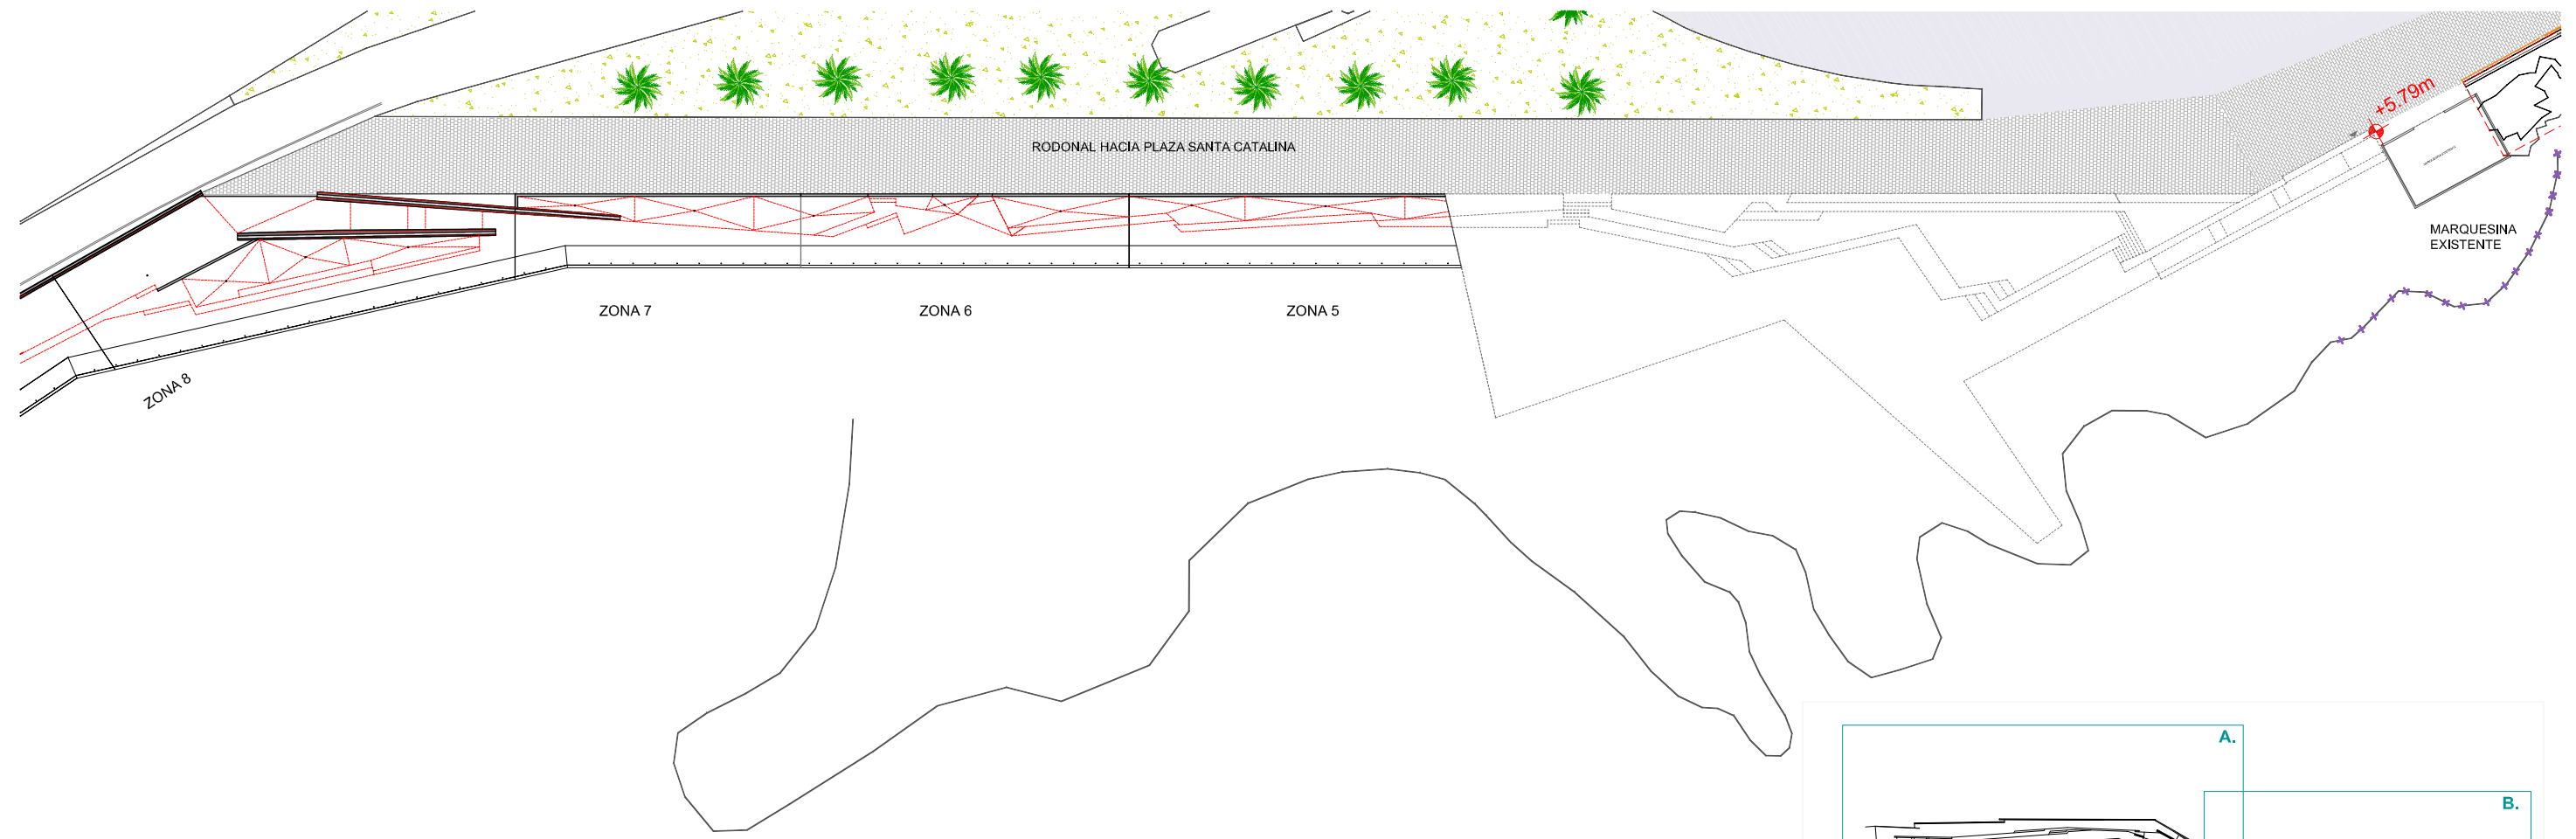 +5.79m
RODONAL HACIA PLAZA SANTA CATALINA
MARQUESINA
EXISTENTE
ZONA 7
ZONA 6
ZONA 5
ZONA 8
A.
B.